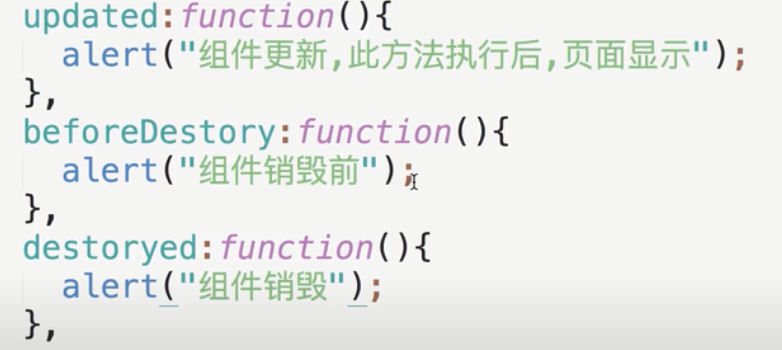 updated:function(){
alert("组件更新,此方法执行后,页面显示");
},
beforeDestory:function(){
alert("组件销毁前");
},
destoryed:function(){
alert("组件销毁");
},